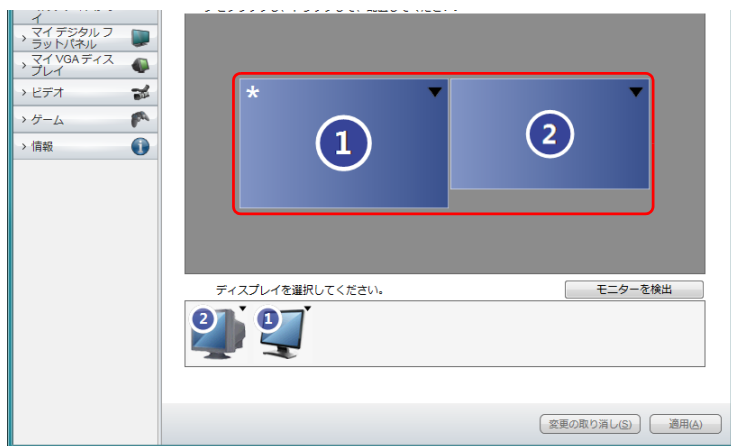 イ
マイ デジタル フ
ラットパネル
マイ VGA ディス
プレイ
ビデオ
ゲーム
情報
*
1
2
ディスプレイを選択してください。
モニターを検出
2
1
変更の取り消し(S)
適用(A)